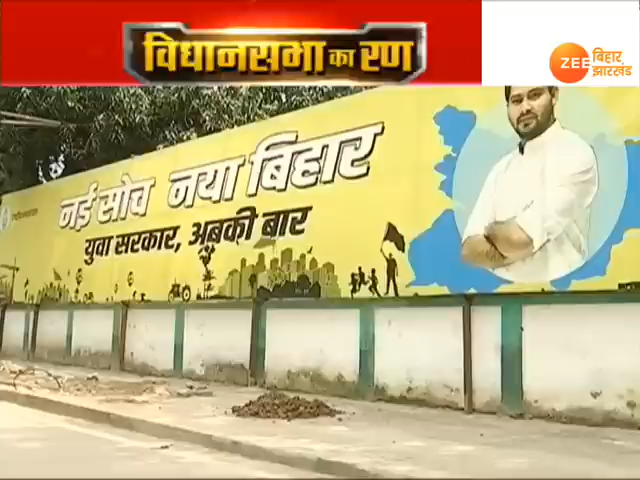 विधानसभा का रण
ZEE बिहार झारखंड
नई सोच नया बिहार
युवा सरकार, अबकी बार